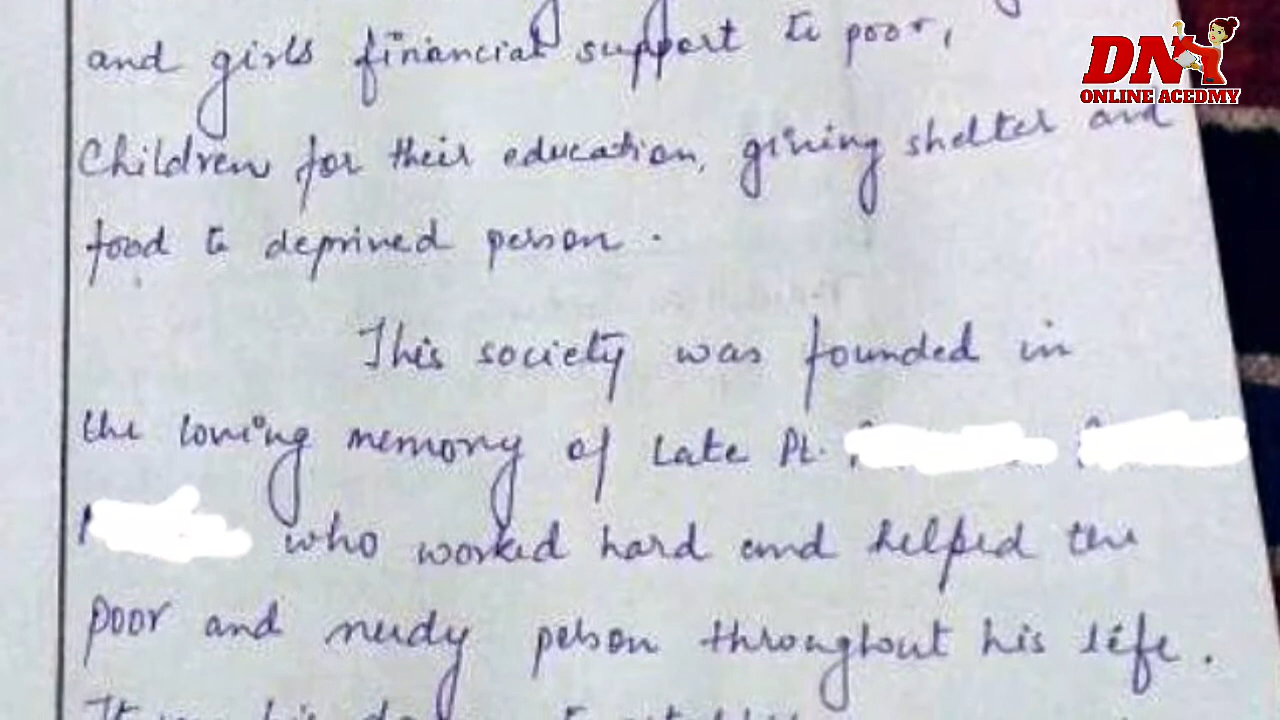 DN
ONLINE ACEDMY
and girls financial support to poor,
Children for their education, giving shelter and
food to deprived person.
This society was founded in
the loving memory of Late Pt.
who worked hard and helped the
poor and needy person throughout his life.